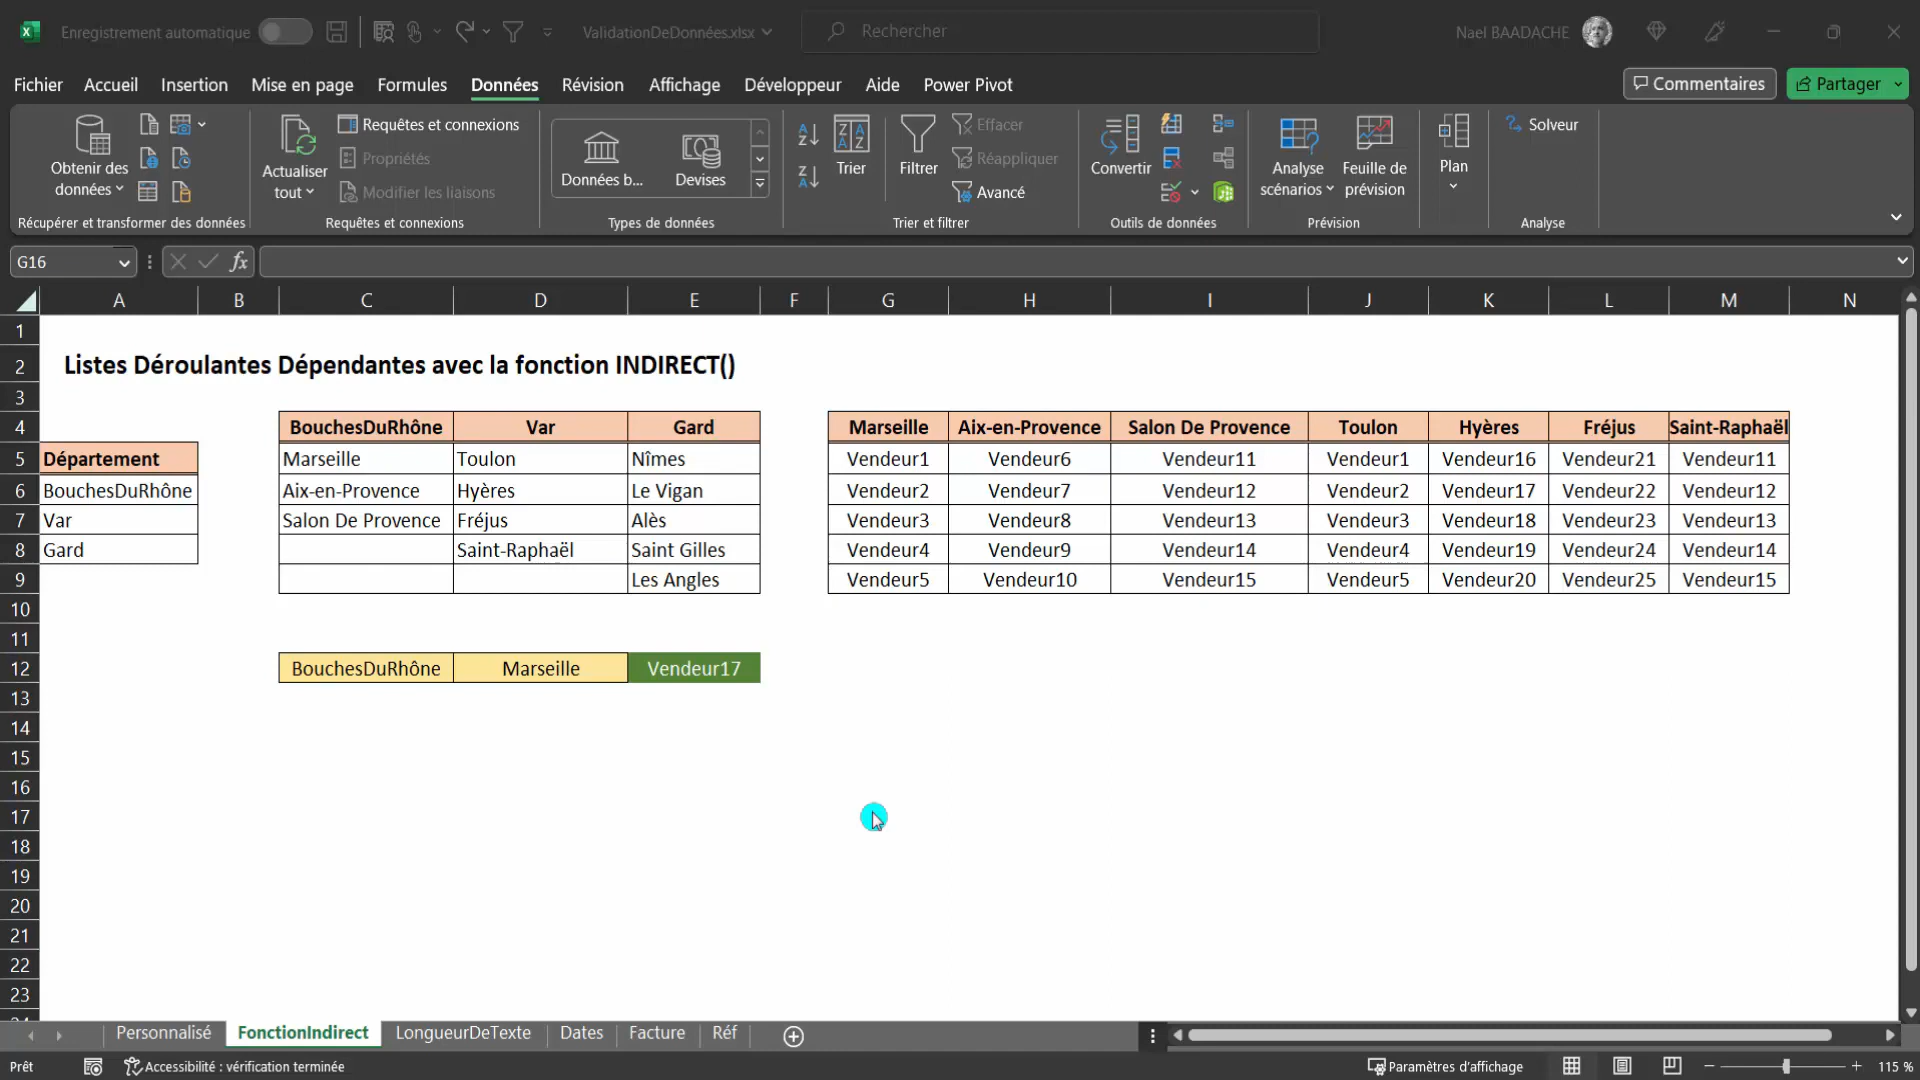 Enregistrement automatique
ValidationDeDonnées.xlsx
Rechercher
Nael BAADACHE
Fichier Accueil Insertion Mise en page Formules Données Révision Affichage Développeur Aide Power Pivot
Commentaires Partager
Obtenir des données
Récupérer et transformer des données
Actualiser tout
Requêtes et connexions
Propriétés
Modifier les liaisons
Requêtes et connexions
Données b... Devises
Types de données
Trier
Filtrer
Effacer
Réappliquer
Avancé
Trier et filtrer
Convertir
Outils de données
Analyse scénarios
Feuille de prévision
Prévision
Plan
Solveur
Analyse
G16 fx
A B C D E F G H I J K L M N
1
2 Listes Déroulantes Dépendantes avec la fonction INDIRECT()
3
4 BouchesDuRhône Var Gard Marseille Aix-en-Provence Salon De Provence Toulon Hyères Fréjus Saint-Raphaël
5 Département Marseille Toulon Nîmes Vendeur1 Vendeur6 Vendeur11 Vendeur1 Vendeur16 Vendeur21 Vendeur11
6 BouchesDuRhône Aix-en-Provence Hyères Le Vigan Vendeur2 Vendeur7 Vendeur12 Vendeur2 Vendeur17 Vendeur22 Vendeur12
7 Var Salon De Provence Fréjus Alès Vendeur3 Vendeur8 Vendeur13 Vendeur3 Vendeur18 Vendeur23 Vendeur13
8 Gard Saint-Raphaël Saint Gilles Vendeur4 Vendeur9 Vendeur14 Vendeur4 Vendeur19 Vendeur24 Vendeur14
9 Les Angles Vendeur5 Vendeur10 Vendeur15 Vendeur5 Vendeur20 Vendeur25 Vendeur15
10
11
12 BouchesDuRhône Marseille Vendeur17
13
14
15
16
17
18
19
20
21
22
23
Personnalisé FonctionIndirect LongueurDeTexte Dates Facture Réf
Prêt Accessibilité : vérification terminée Paramètres d'affichage 115 %